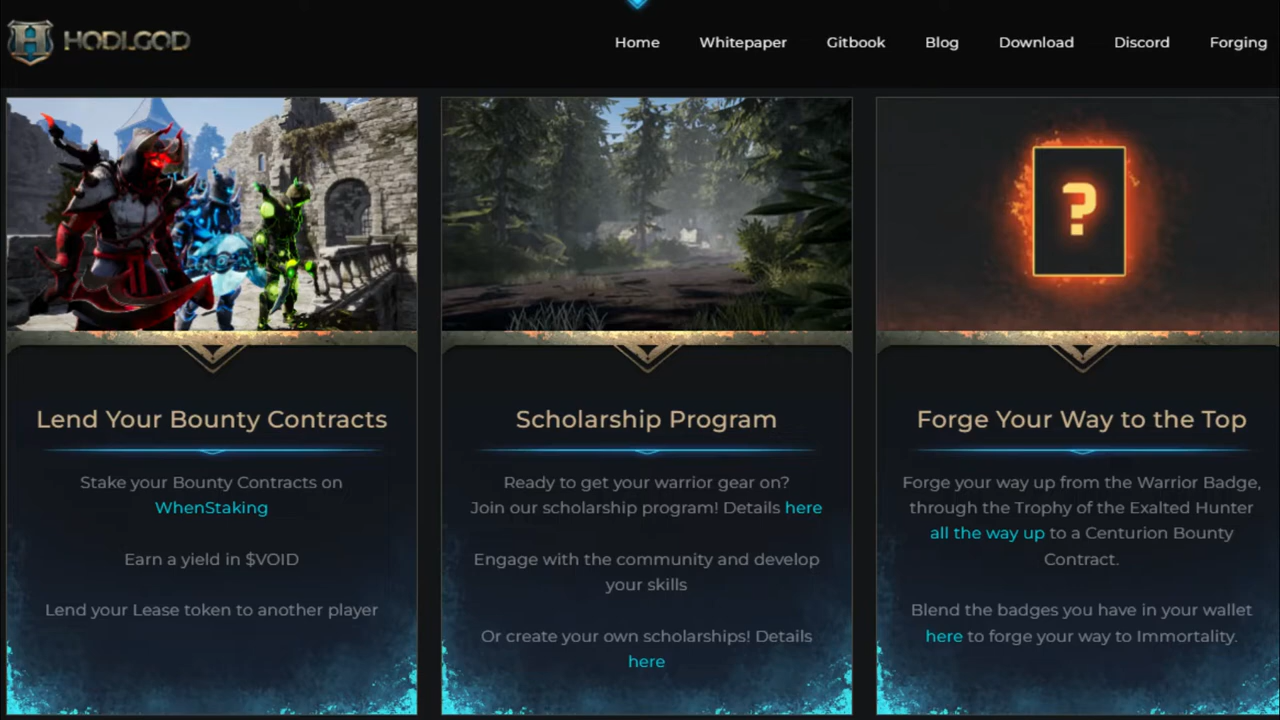 HODLGOD
Home
Whitepaper
Gitbook
Blog
Download
Discord
Forging
Lend Your Bounty Contracts
Stake your Bounty Contracts on
WhenStaking
Earn a yield in $VOID
Lend your Lease token to another player
Scholarship Program
Ready to get your warrior gear on?
Join our scholarship program! Details here
Engage with the community and develop
your skills
Or create your own scholarships! Details
here
?
Forge Your Way to the Top
Forge your way up from the Warrior Badge,
through the Trophy of the Exalted Hunter
all the way up to a Centurion Bounty
Contract.
Blend the badges you have in your wallet
here to forge your way to Immortality.